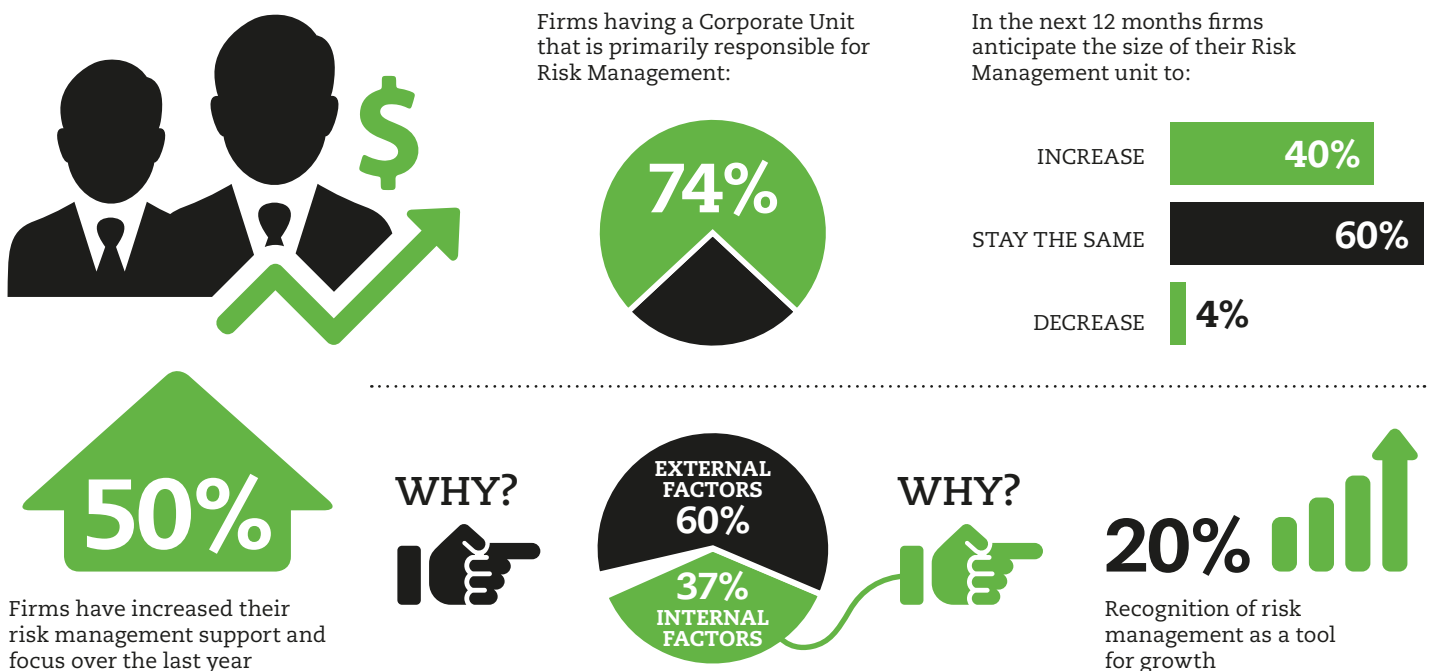 $
Firms having a Corporate Unit
that is primarily responsible for
Risk Management:
74%
In the next 12 months firms
anticipate the size of their Risk
Management unit to:
INCREASE
40%
STAY THE SAME
60%
DECREASE
4%
50%
Firms have increased their
risk management support and
focus over the last year
WHY?
EXTERNAL
FACTORS
60%
37%
INTERNAL
FACTORS
WHY?
20%
Recognition of risk
management as a tool
for growth